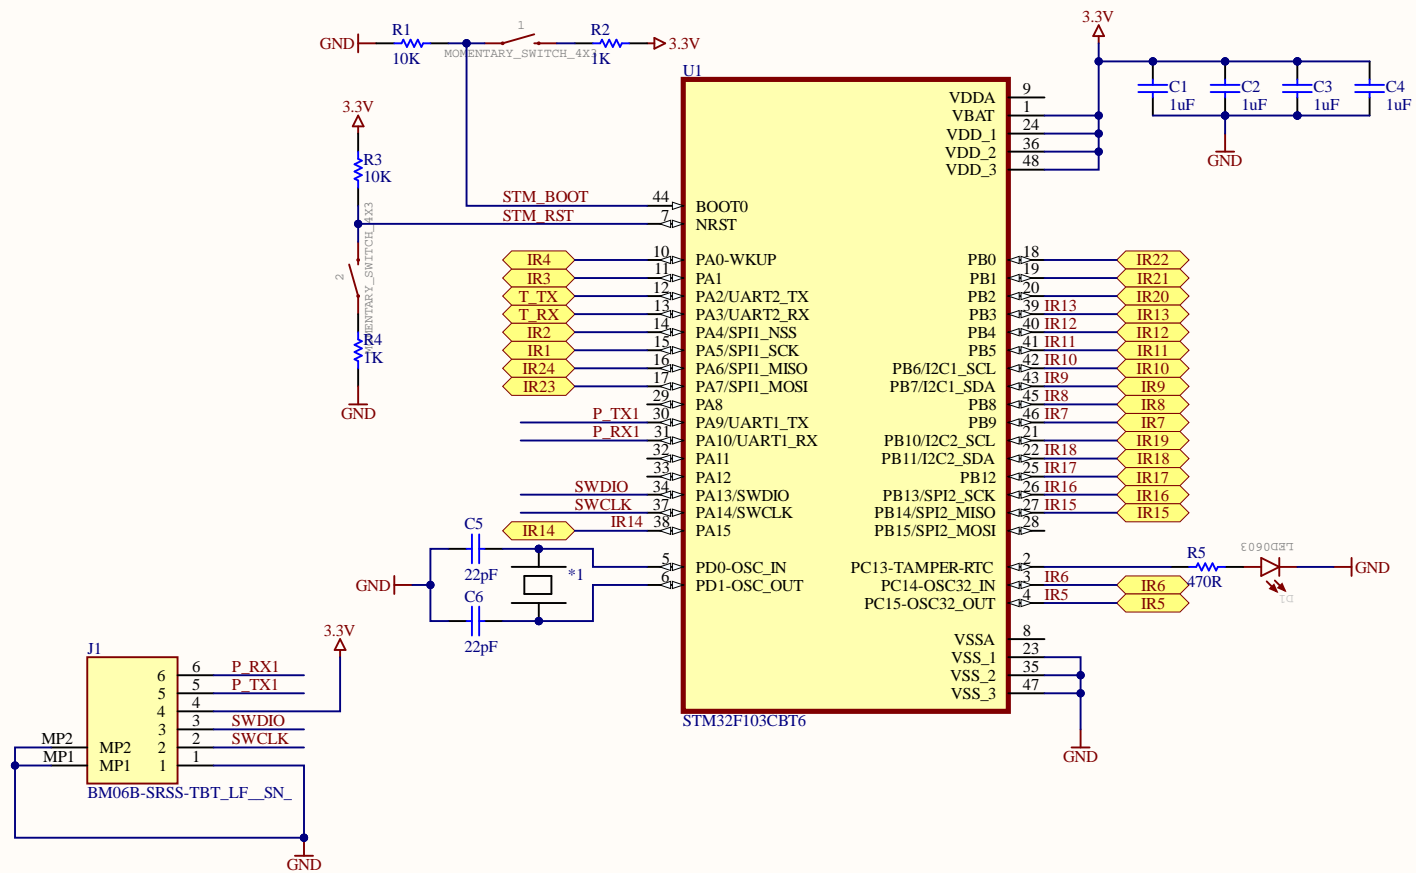 GND
R1
10K
1
MOMENTARY_SWITCH_4X3
R2
1K
3.3V
3.3V
C1
1uF
C2
1uF
C3
1uF
C4
1uF
GND
3.3V
R3
10K
2
MOMENTARY_SWITCH_4X3
R4
1K
GND
U1
VDDA 9
VBAT 1
VDD_1 24
VDD_2 36
VDD_3 48
STM_BOOT 44 BOOT0
STM_RST 7 NRST
IR4 10 PA0-WKUP
IR3 11 PA1
T_TX 12 PA2/UART2_TX
T_RX 13 PA3/UART2_RX
IR2 14 PA4/SPI1_NSS
IR1 15 PA5/SPI1_SCK
IR24 16 PA6/SPI1_MISO
IR23 17 PA7/SPI1_MOSI
29 PA8
P_TX1 30 PA9/UART1_TX
P_RX1 31 PA10/UART1_RX
32 PA11
33 PA12
SWDIO 34 PA13/SWDIO
SWCLK 37 PA14/SWCLK
IR14 IR14 38 PA15
5 PD0-OSC_IN
6 PD1-OSC_OUT
PB0 18 IR22
PB1 19 IR21
PB2 20 IR20
PB3 39 IR13 IR13
PB4 40 IR12 IR12
PB5 41 IR11 IR11
PB6/I2C1_SCL 42 IR10 IR10
PB7/I2C1_SDA 43 IR9 IR9
PB8 45 IR8 IR8
PB9 46 IR7 IR7
PB10/I2C2_SCL 21 IR19
PB11/I2C2_SDA 22 IR18 IR18
PB12 25 IR17 IR17
PB13/SPI2_SCK 26 IR16 IR16
PB14/SPI2_MISO 27 IR15 IR15
PB15/SPI2_MOSI 28
PC13-TAMPER-RTC 2
PC14-OSC32_IN 3 IR6 IR6
PC15-OSC32_OUT 4 IR5 IR5
VSSA 8
VSS_1 23
VSS_2 35
VSS_3 47
STM32F103CBT6
GND
R5
470R
LED0603
D1
GND
C5
22pF
*1
GND
C6
22pF
3.3V
J1
6 6 P_RX1
5 5 P_TX1
4 4
3 3 SWDIO
MP2 MP2 2 2 SWCLK
MP1 MP1 1 1
BM06B-SRSS-TBT_LF__SN_
GND